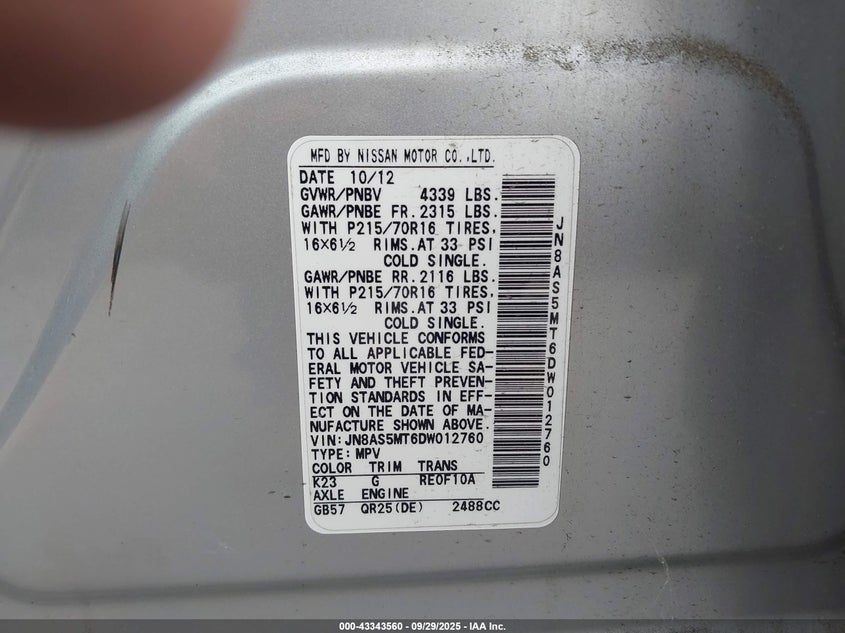 MFD BY NISSAN MOTOR CO.,LTD.
DATE 10/12
GVWR/PNBV 4339 LBS.
GAWR/PNBE FR. 2315 LBS.
WITH P215/70R16 TIRES,
16×6½ RIMS.AT 33 PSI
COLD SINGLE.
GAWR/PNBE RR. 2116 LBS.
WITH P215/70R16 TIRES,
16×6½ RIMS.AT 33 PSI
COLD SINGLE.
THIS VEHICLE CONFORMS
TO ALL APPLICABLE FED-
ERAL MOTOR VEHICLE SA-
FETY AND THEFT PREVEN-
TION STANDARDS IN EFF-
ECT ON THE DATE OF MA-
NUFACTURE SHOWN ABOVE.
VIN:JN8AS5MT6DW012760
TYPE:MPV
COLOR TRIM TRANS
K23 G RE0F10A
AXLE ENGINE
GB57 QR25(DE) 2488CC
JN8AS5MT6DW012760
000-43343560 - 09/29/2025 - IAA Inc.